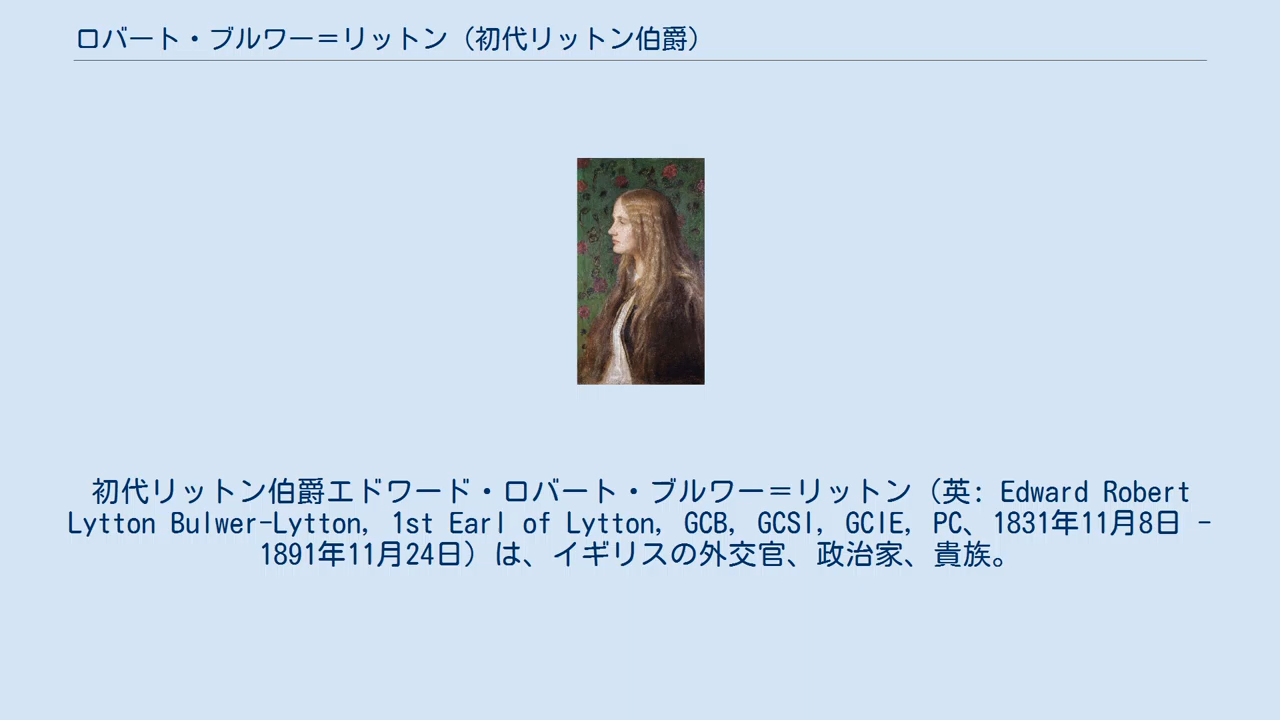 ロバート・ブルワー＝リットン（初代リットン伯爵）
初代リットン伯爵エドワード・ロバート・ブルワー＝リットン（英: Edward Robert
Lytton Bulwer-Lytton, 1st Earl of Lytton, GCB, GCSI, GCIE, PC、1831年11月8日 -
1891年11月24日）は、イギリスの外交官、政治家、貴族。